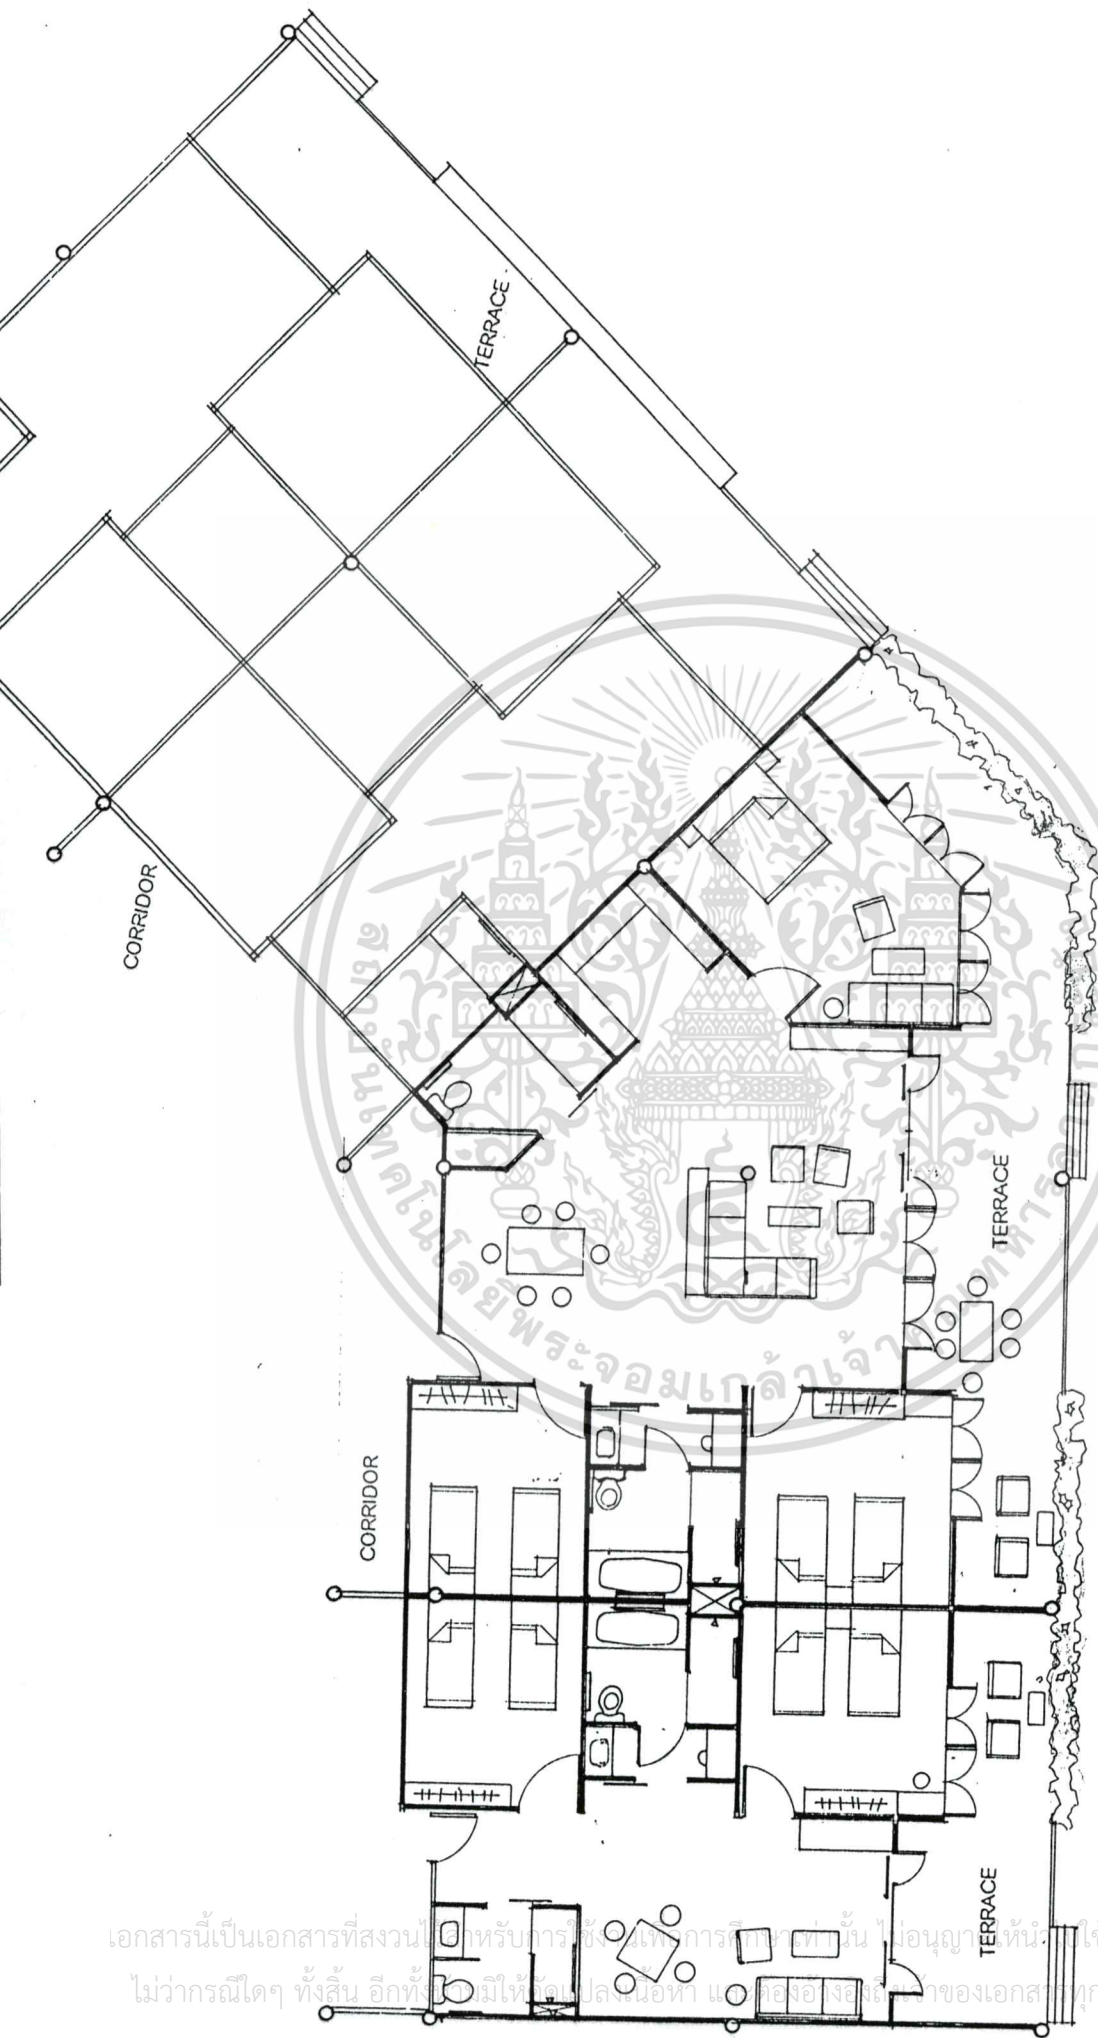 TERRACE
CORRIDOR
TERRACE
CORRIDOR
TERRACE
เอกสารนี้เป็นเอกสารที่สงวนไว้สำหรับการใช้งานเพื่อการศึกษาเท่านั้น ไม่อนุญาตให้นำไปใช้
ไม่ว่ากรณีใดๆ ทั้งสิ้น อีกทั้งห้ามมิให้ดัดแปลงเนื้อหา และต้องอ้างอิงถึงเจ้าของเอกสารทุก